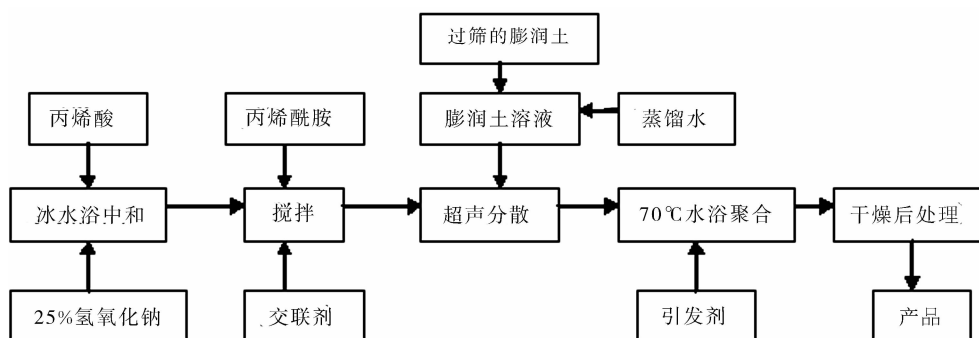 过筛的膨润土
丙烯酸
丙烯酰胺
膨润土溶液
蒸馏水
冰水浴中和
搅拌
超声分散
70℃水浴聚合
干燥后处理
25%氢氧化钠
交联剂
引发剂
产品